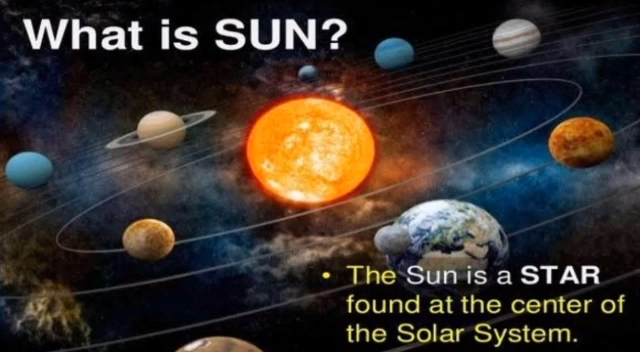 What is SUN?
• The Sun is a STAR
found at the center of
the Solar System.